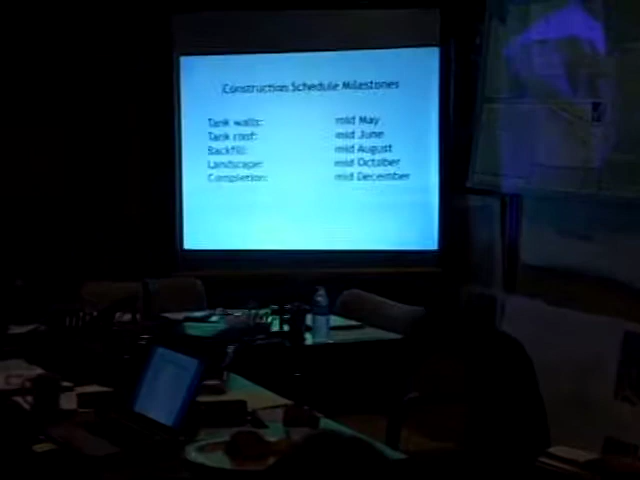 Construction Schedule Milestones
Tank walls: mid May
Tank roof: mid June
Backfill: mid August
Landscape: mid October
Completion: mid December